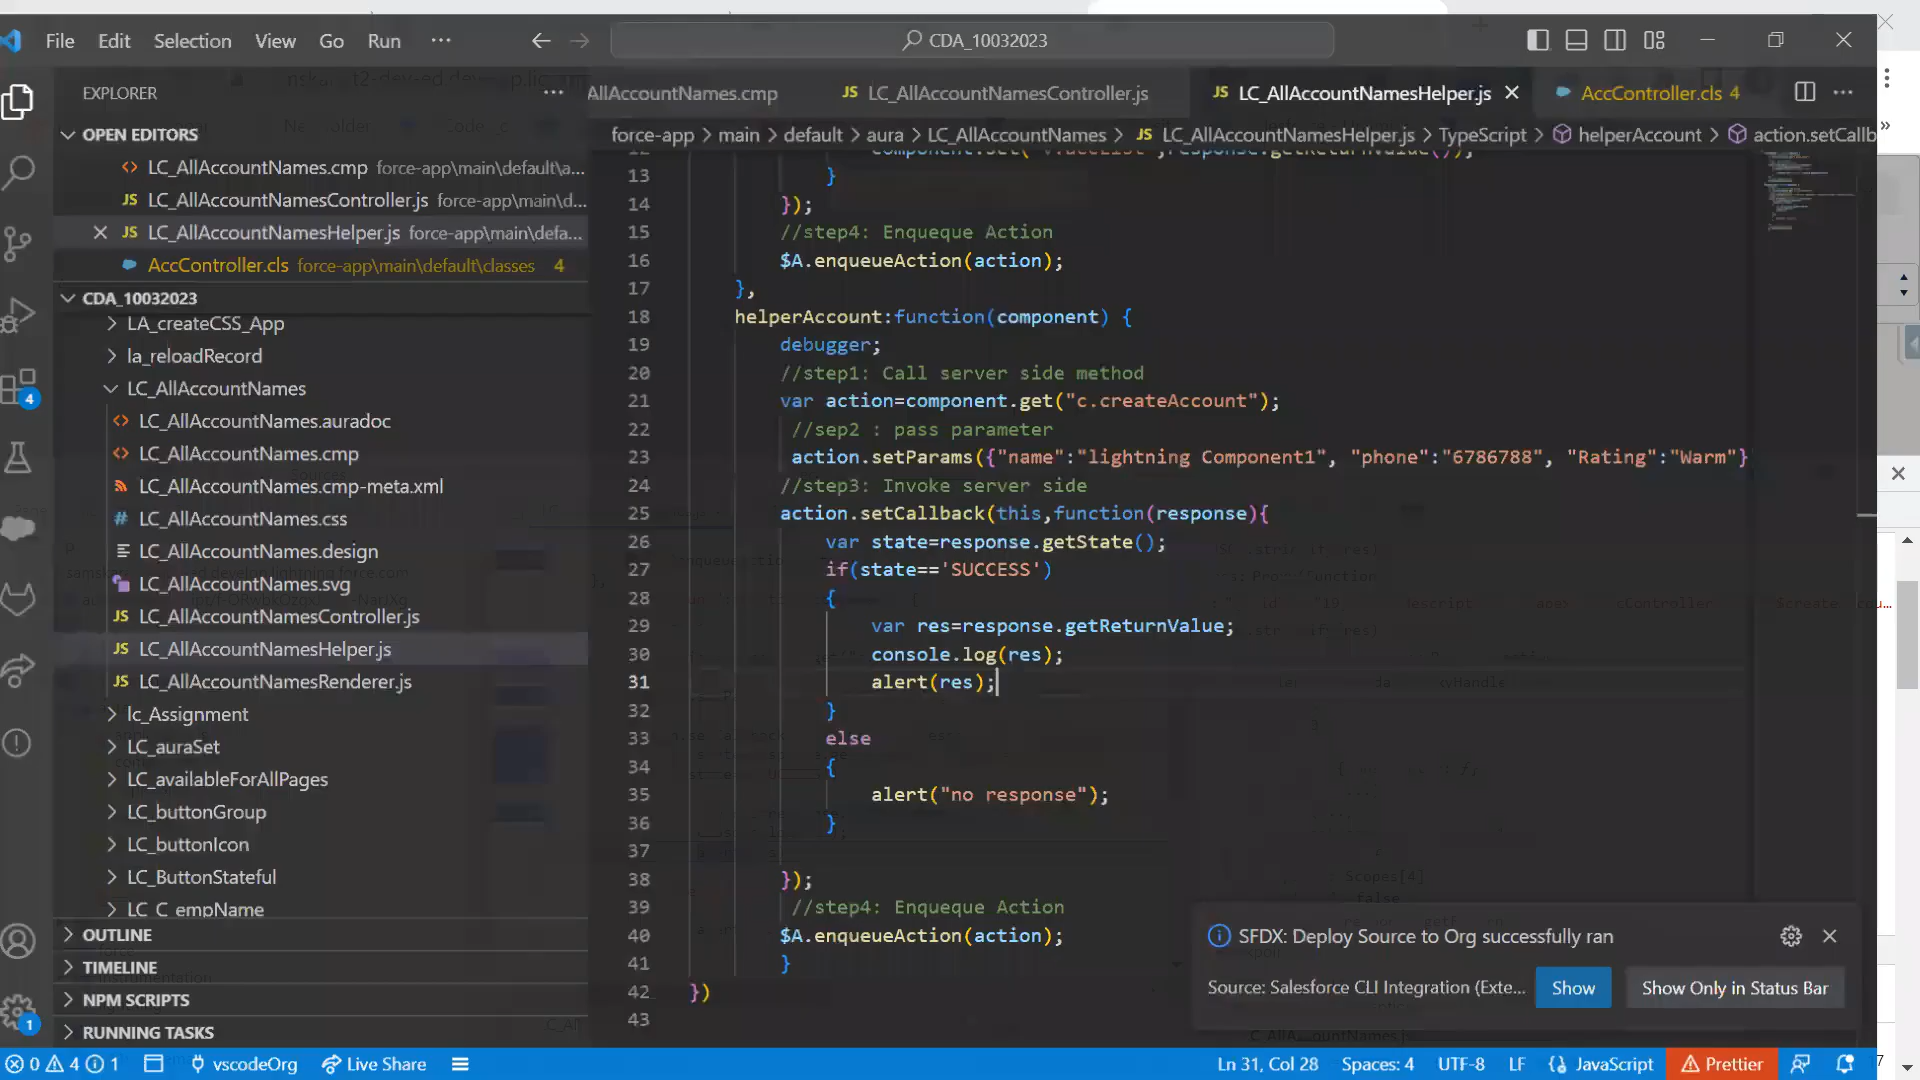 File Edit Selection View Go Run ··· CDA_10032023
EXPLORER
OPEN EDITORS
LC_AllAccountNames.cmp force-app\main\default\a...
LC_AllAccountNamesController.js force-app\main\d...
LC_AllAccountNamesHelper.js force-app\main\defa...
AccController.cls force-app\main\default\classes 4
CDA_10032023
LA_createCSS_App
la_reloadRecord
LC_AllAccountNames
LC_AllAccountNames.auradoc
LC_AllAccountNames.cmp
LC_AllAccountNames.cmp-meta.xml
LC_AllAccountNames.css
LC_AllAccountNames.design
LC_AllAccountNames.svg
LC_AllAccountNamesController.js
LC_AllAccountNamesHelper.js
LC_AllAccountNamesRenderer.js
lc_Assignment
LC_auraSet
LC_availableForAllPages
LC_buttonGroup
LC_buttonIcon
LC_ButtonStateful
LC_C_empName
OUTLINE
TIMELINE
NPM SCRIPTS
RUNNING TASKS
4
1
AllAccountNames.cmp JS LC_AllAccountNamesController.js JS LC_AllAccountNamesHelper.js AccController.cls 4
force-app > main > default > aura > LC_AllAccountNames > JS LC_AllAccountNamesHelper.js > TypeScript > helperAccount > action.setCallb
13 }
14 });
15 //step4: Enqueque Action
16 $A.enqueueAction(action);
17 },
18 helperAccount:function(component) {
19 debugger;
20 //step1: Call server side method
21 var action=component.get("c.createAccount");
22 //sep2 : pass parameter
23 action.setParams({"name":"lightning Component1", "phone":"6786788", "Rating":"Warm"}
24 //step3: Invoke server side
25 action.setCallback(this,function(response){
26 var state=response.getState();
27 if(state=='SUCCESS')
28 {
29 var res=response.getReturnValue;
30 console.log(res);
31 alert(res);
32 }
33 else
34 {
35 alert("no response");
36 }
37
38 });
39 //step4: Enqueque Action
40 $A.enqueueAction(action);
41 }
42 })
43
SFDX: Deploy Source to Org successfully ran
Source: Salesforce CLI Integration (Exte... Show Show Only in Status Bar
0 4 1 vscodeOrg Live Share Ln 31, Col 28 Spaces: 4 UTF-8 LF JavaScript Prettier